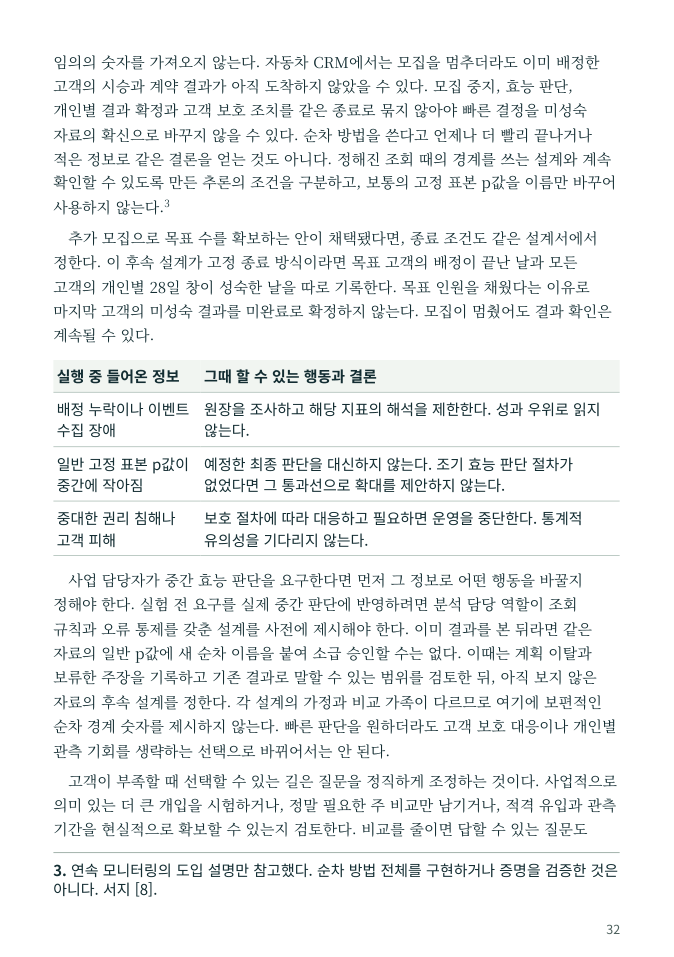 임의의 숫자를 가져오지 않는다. 자동차 CRM에서는 모집을 멈추더라도 이미 배정한
고객의 시승과 계약 결과가 아직 도착하지 않았을 수 있다. 모집 중지, 효능 판단,
개인별 결과 확정과 고객 보호 조치를 같은 종료로 묶지 않아야 빠른 결정을 미성숙
자료의 확신으로 바꾸지 않을 수 있다. 순차 방법을 쓴다고 언제나 더 빨리 끝나거나
적은 정보로 같은 결론을 얻는 것도 아니다. 정해진 조회 때의 경계를 쓰는 설계와 계속
확인할 수 있도록 만든 추론의 조건을 구분하고, 보통의 고정 표본 p값을 이름만 바꾸어
사용하지 않는다.3
추가 모집으로 목표 수를 확보하는 안이 채택됐다면, 종료 조건도 같은 설계서에서
정한다. 이 후속 설계가 고정 종료 방식이라면 목표 고객의 배정이 끝난 날과 모든
고객의 개인별 28일 창이 성숙한 날을 따로 기록한다. 목표 인원을 채웠다는 이유로
마지막 고객의 미성숙 결과를 미완료로 확정하지 않는다. 모집이 멈췄어도 결과 확인은
계속될 수 있다.
실행 중 들어온 정보 그때 할 수 있는 행동과 결론
배정 누락이나 이벤트 원장을 조사하고 해당 지표의 해석을 제한한다. 성과 우위로 읽지
수집 장애 않는다.
일반 고정 표본 p값이 예정한 최종 판단을 대신하지 않는다. 조기 효능 판단 절차가
중간에 작아짐 없었다면 그 통과선으로 확대를 제안하지 않는다.
중대한 권리 침해나 보호 절차에 따라 대응하고 필요하면 운영을 중단한다. 통계적
고객 피해 유의성을 기다리지 않는다.
사업 담당자가 중간 효능 판단을 요구한다면 먼저 그 정보로 어떤 행동을 바꿀지
정해야 한다. 실험 전 요구를 실제 중간 판단에 반영하려면 분석 담당 역할이 조회
규칙과 오류 통제를 갖춘 설계를 사전에 제시해야 한다. 이미 결과를 본 뒤라면 같은
자료의 일반 p값에 새 순차 이름을 붙여 소급 승인할 수는 없다. 이때는 계획 이탈과
보류한 주장을 기록하고 기존 결과로 말할 수 있는 범위를 검토한 뒤, 아직 보지 않은
자료의 후속 설계를 정한다. 각 설계의 가정과 비교 가족이 다르므로 여기에 보편적인
순차 경계 숫자를 제시하지 않는다. 빠른 판단을 원하더라도 고객 보호 대응이나 개인별
관측 기회를 생략하는 선택으로 바뀌어서는 안 된다.
고객이 부족할 때 선택할 수 있는 길은 질문을 정직하게 조정하는 것이다. 사업적으로
의미 있는 더 큰 개입을 시험하거나, 정말 필요한 주 비교만 남기거나, 적격 유입과 관측
기간을 현실적으로 확보할 수 있는지 검토한다. 비교를 줄이면 답할 수 있는 질문도
3. 연속 모니터링의 도입 설명만 참고했다. 순차 방법 전체를 구현하거나 증명을 검증한 것은
아니다. 서지 [8].
32